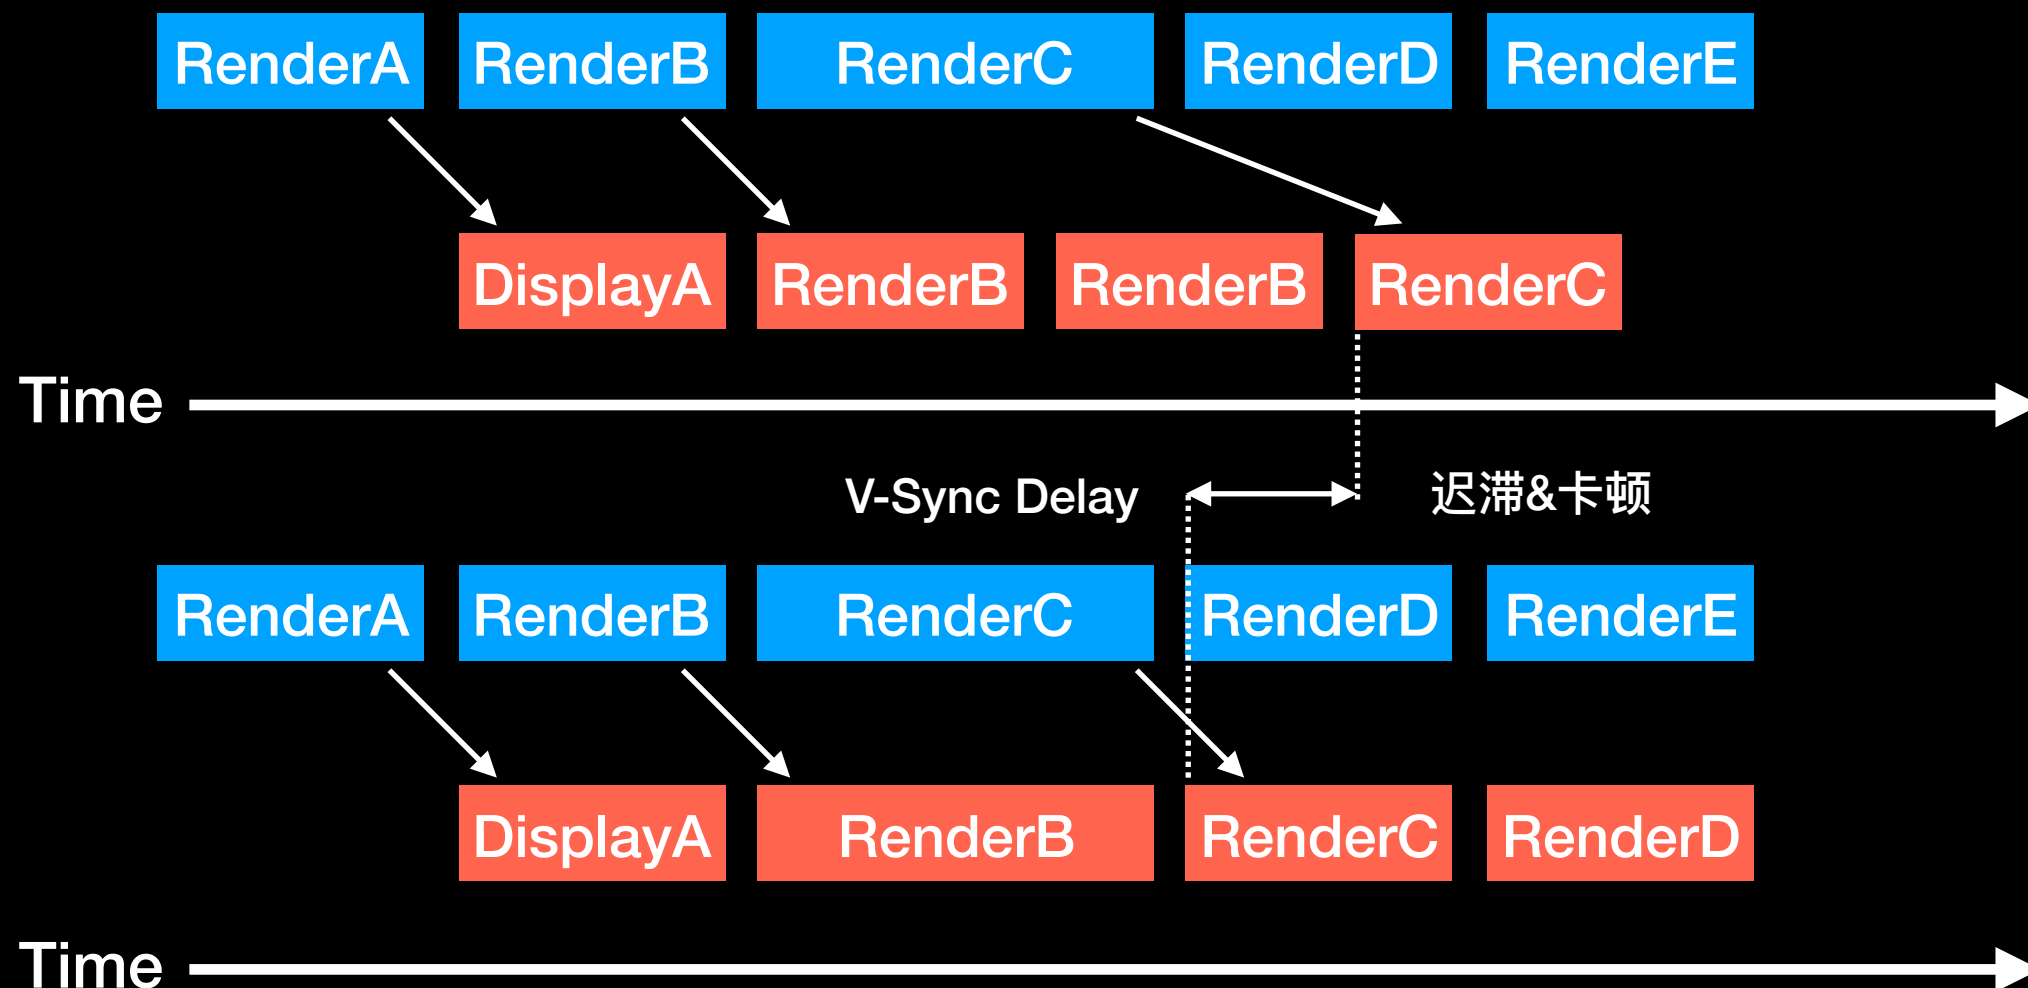 RenderA RenderB RenderC RenderD RenderE
DisplayA RenderB RenderB RenderC
Time
V-Sync Delay 迟滞&卡顿
RenderA RenderB RenderC RenderD RenderE
DisplayA RenderB RenderC RenderD
Time